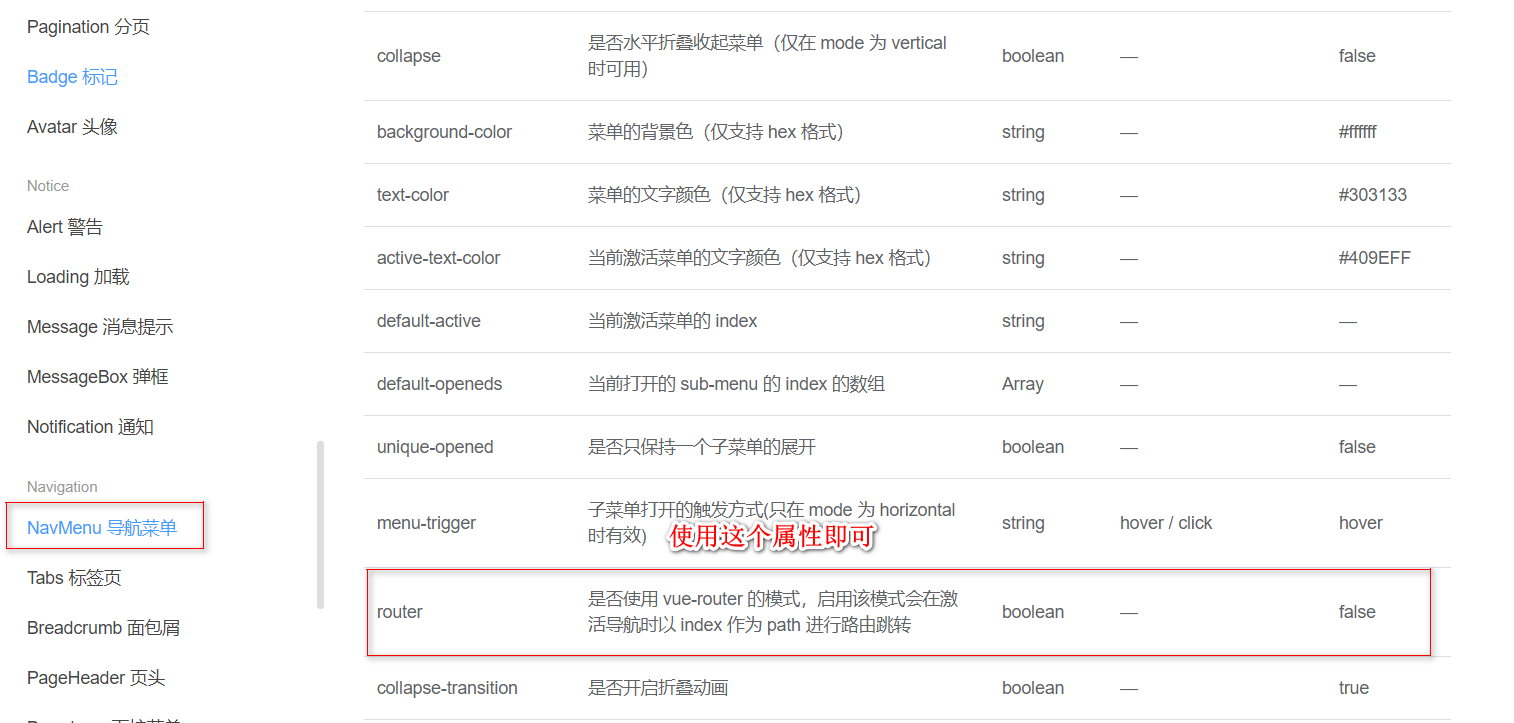 Pagination 分页
Badge 标记
Avatar 头像
Notice
Alert 警告
Loading 加载
Message 消息提示
MessageBox 弹框
Notification 通知
Navigation
NavMenu 导航菜单
Tabs 标签页
Breadcrumb 面包屑
PageHeader 页头
collapse 是否水平折叠收起菜单（仅在 mode 为 vertical
时可用） boolean — false
background-color 菜单的背景色（仅支持 hex 格式） string — #ffffff
text-color 菜单的文字颜色（仅支持 hex 格式） string — #303133
active-text-color 当前激活菜单的文字颜色（仅支持 hex 格式） string — #409EFF
default-active 当前激活菜单的 index string — —
default-openeds 当前打开的 sub-menu 的 index 的数组 Array — —
unique-opened 是否只保持一个子菜单的展开 boolean — false
menu-trigger 子菜单打开的触发方式(只在 mode 为 horizontal
时有效) string hover / click hover
使用这个属性即可
router 是否使用 vue-router 的模式，启用该模式会在激
活导航时以 index 作为 path 进行路由跳转 boolean — false
collapse-transition 是否开启折叠动画 boolean — true